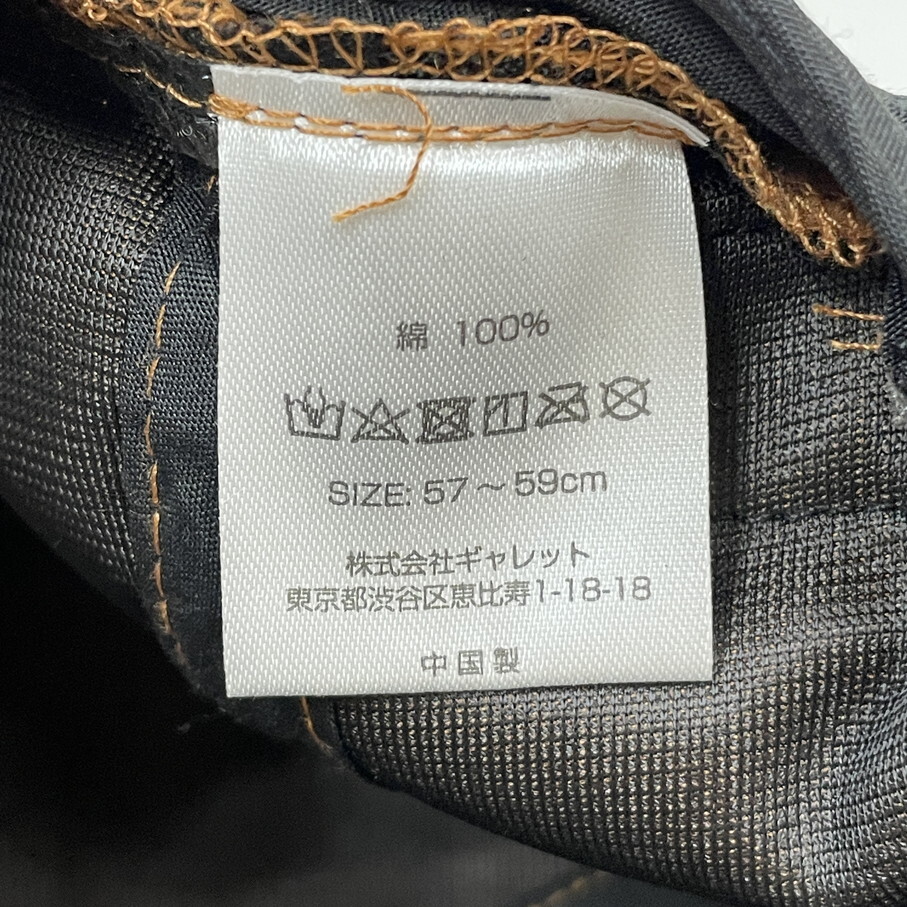 綿 100%
SIZE: 57～59cm
株式会社ギャレット
東京都渋谷区恵比寿1-18-18
中国製